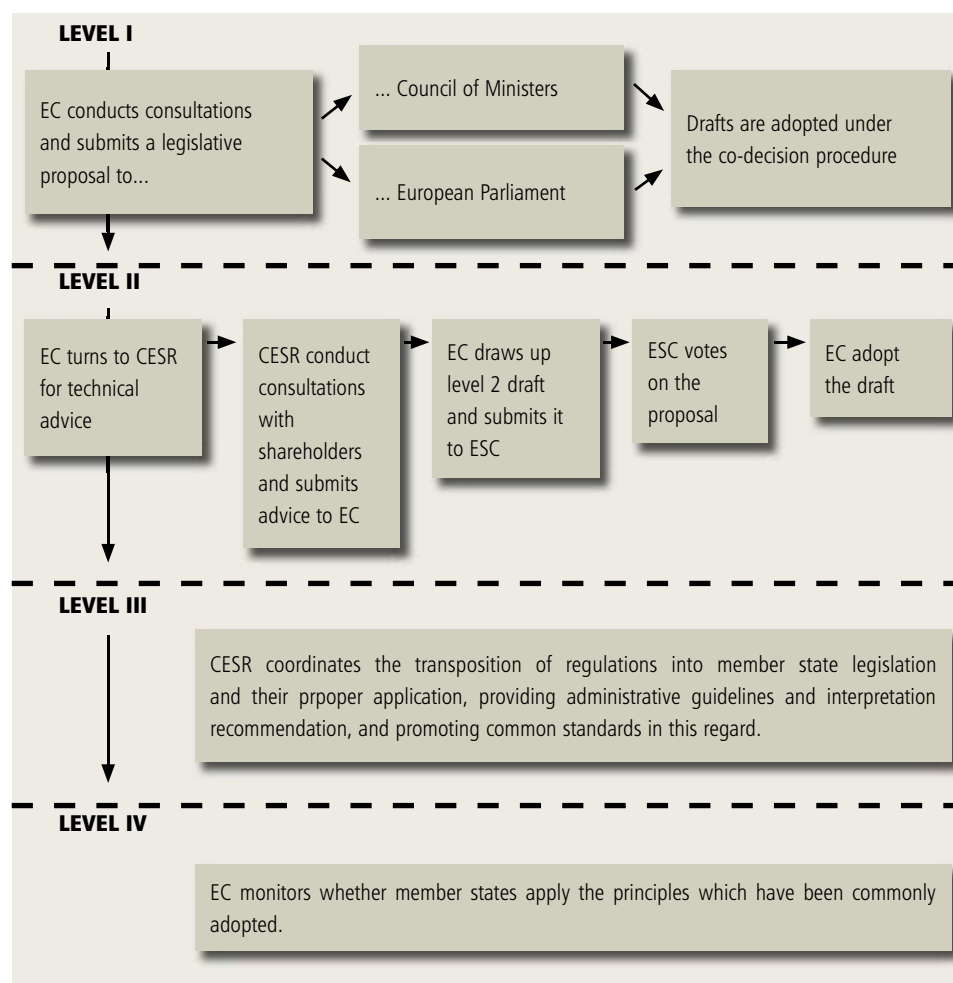 LEVEL I
EC conducts consultations
and submits a legislative
proposal to...
... Council of Ministers
... European Parliament
Drafts are adopted under
the co-decision procedure
LEVEL II
EC turns to CESR
for technical
advice
CESR conduct
consultations
with
shareholders
and submits
advice to EC
EC draws up
level 2 draft
and submits it
to ESC
ESC votes
on the
proposal
EC adopt
the draft
LEVEL III
CESR coordinates the transposition of regulations into member state legislation
and their prpoper application, providing administrative guidelines and interpretation
recommendation, and promoting common standards in this regard.
LEVEL IV
EC monitors whether member states apply the principles which have been commonly
adopted.